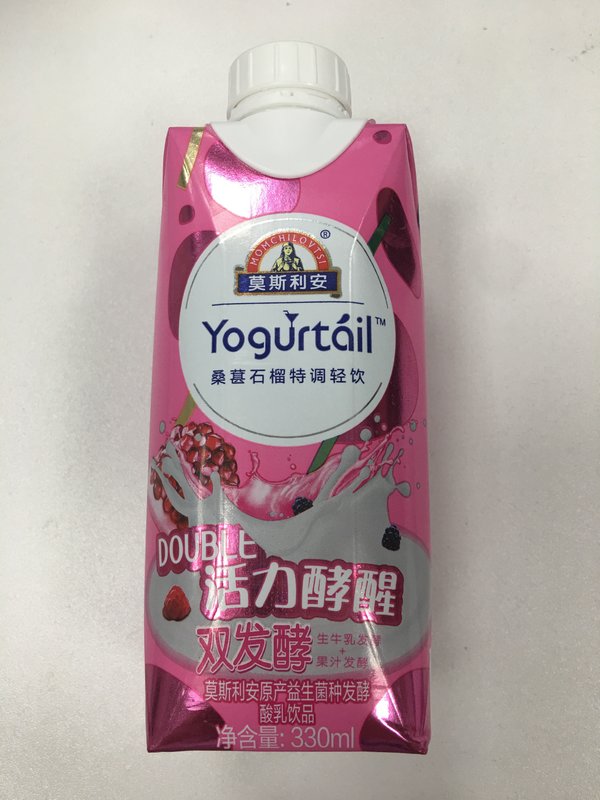 MOMCHILOVTSI
®
莫斯利安
Yogurtáil™
桑葚石榴特调轻饮
DOUBLE
活力酵醒
双发酵
生牛乳发酵
+
果汁发酵
莫斯利安原产益生菌种发酵
酸乳饮品
净含量: 330ml